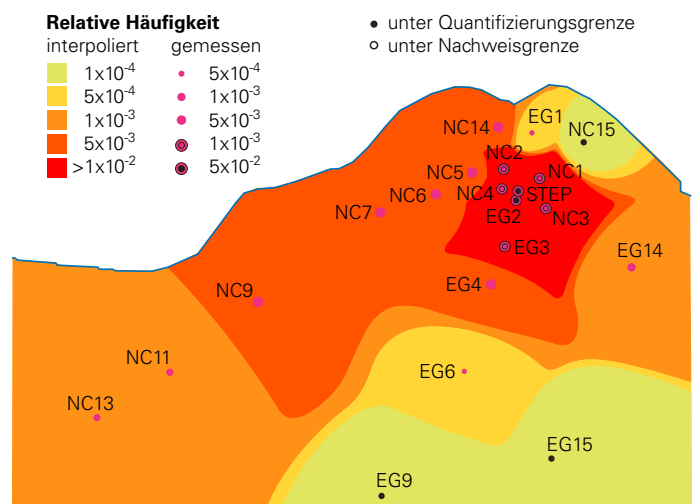 Relative Häufigkeit
interpoliert gemessen
1x10⁻⁴ 5x10⁻⁴
5x10⁻⁴ 1x10⁻³
1x10⁻³ 5x10⁻³
5x10⁻³ 1x10⁻³
>1x10⁻² 5x10⁻²
unter Quantifizierungsgrenze
unter Nachweisgrenze
EG1
NC14
NC15
NC2
NC5
NC1
NC6
NC4
STEP
NC7
EG2
NC3
EG3
EG14
EG4
NC9
NC11
EG6
NC13
EG15
EG9